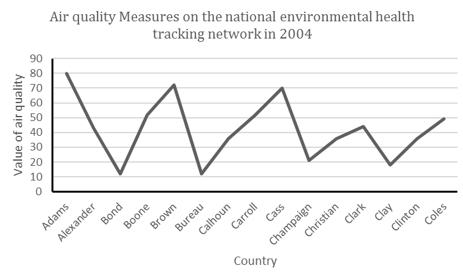 Air quality Measures on the national environmental health
tracking network in 2004
Value of air quality
90
80
70
60
50
40
30
20
10
0
Adams
Alexander
Bond
Boone
Brown
Bureau
Calhoun
Carroll
Cass
Champaign
Christian
Clark
Clay
Clinton
Coles
Country